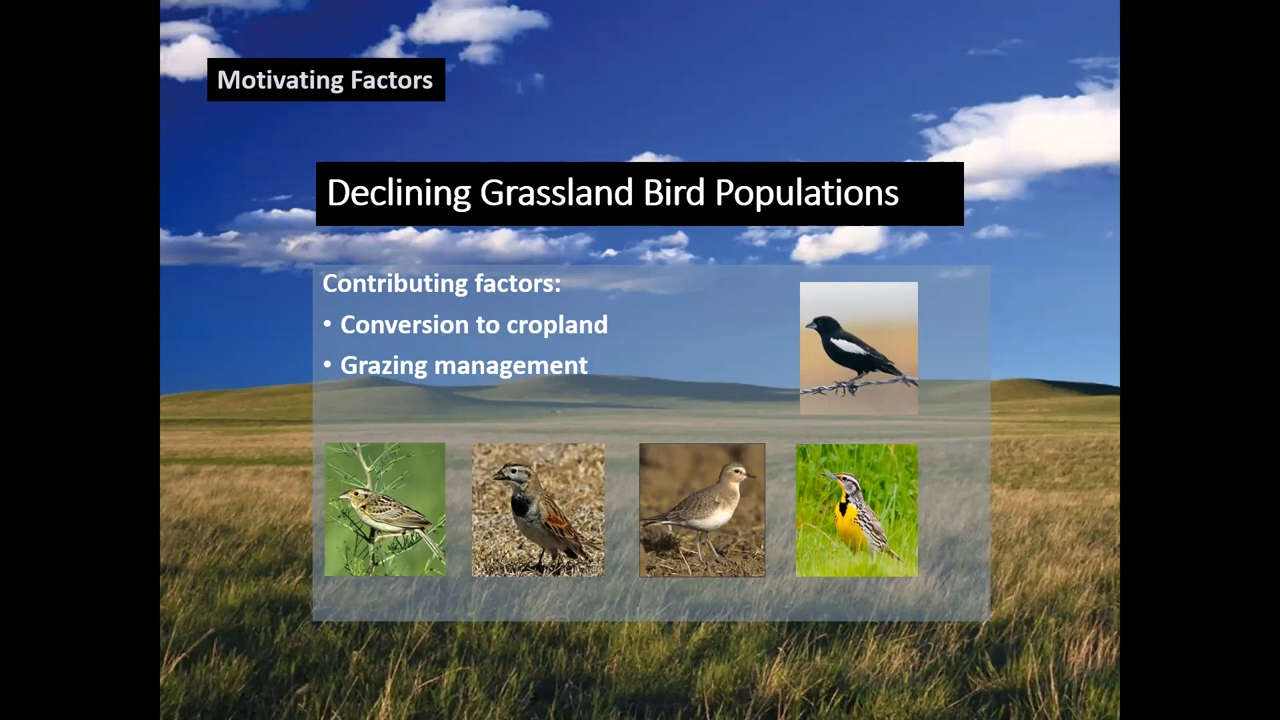 Motivating Factors
Declining Grassland Bird Populations
Contributing factors:
• Conversion to cropland
• Grazing management